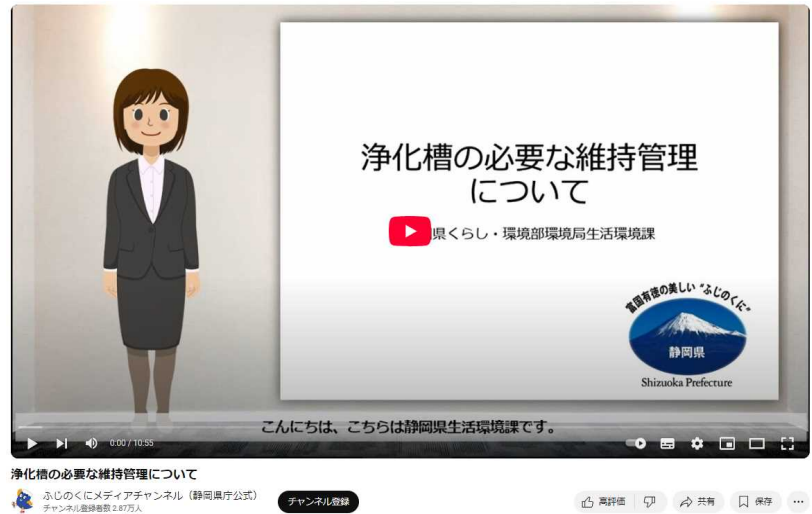 浄化槽の必要な維持管理
について
県くらし・環境部環境局生活環境課
富国有徳の美しい“ふじのくに”
静岡県
Shizuoka Prefecture
こんにちは、こちらは静岡県生活環境課です。
0:00 / 10:55
浄化槽の必要な維持管理について
ふじのくにメディアチャンネル（静岡県庁公式）
チャンネル登録者数 2.87万人
チャンネル登録
高評価
共有
保存